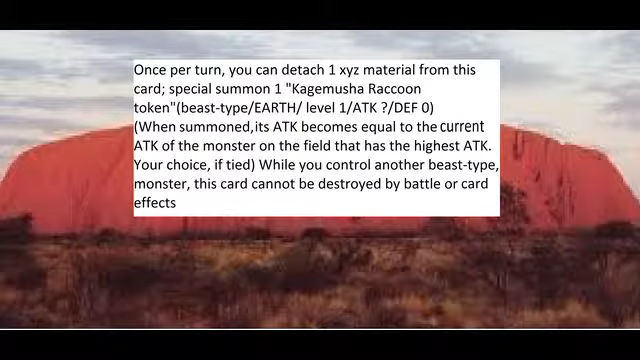 Once per turn, you can detach 1 xyz material from this
card; special summon 1 "Kagemusha Raccoon
token"(beast-type/EARTH/ level 1/ATK ?/DEF 0)
(When summoned,its ATK becomes equal to the current
ATK of the monster on the field that has the highest ATK.
Your choice, if tied) While you control another beast-type,
monster, this card cannot be destroyed by battle or card
effects